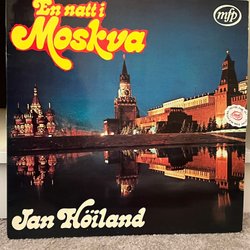 En natt i
Moskva
mfp
Jan Höiland